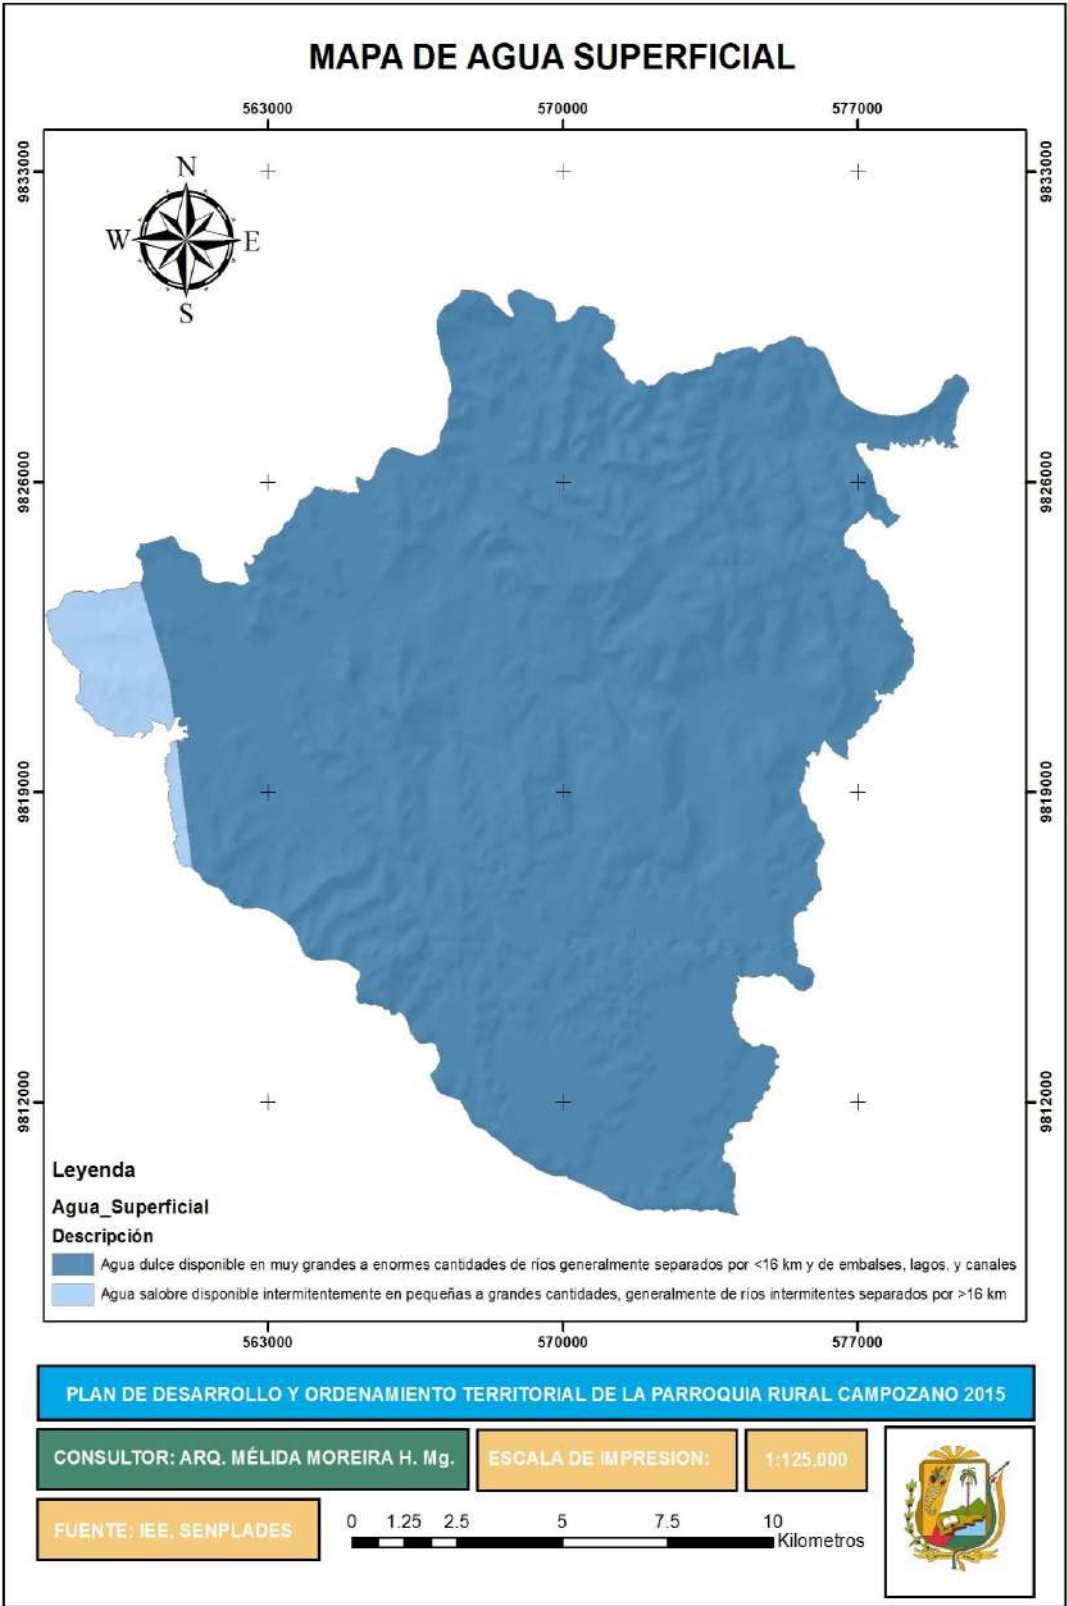 MAPA DE AGUA SUPERFICIAL
563000 570000 577000
9833000 9833000
N
W E
S
9826000 9826000
9819000 9819000
9812000 9812000
Leyenda
Agua_Superficial
Descripción
Agua dulce disponible en muy grandes a enormes cantidades de ríos generalmente separados por <16 km y de embalses, lagos, y canales
Agua salobre disponible intermitentemente en pequeñas a grandes cantidades, generalmente de ríos intermitentes separados por >16 km
563000 570000 577000
PLAN DE DESARROLLO Y ORDENAMIENTO TERRITORIAL DE LA PARROQUIA RURAL CAMPOZANO 2015
CONSULTOR: ARQ. MÉLIDA MOREIRA H. Mg.
ESCALA DE IMPRESION:
1:125.000
FUENTE: IEE, SENPLADES
0 1.25 2.5 5 7.5 10
Kilometros